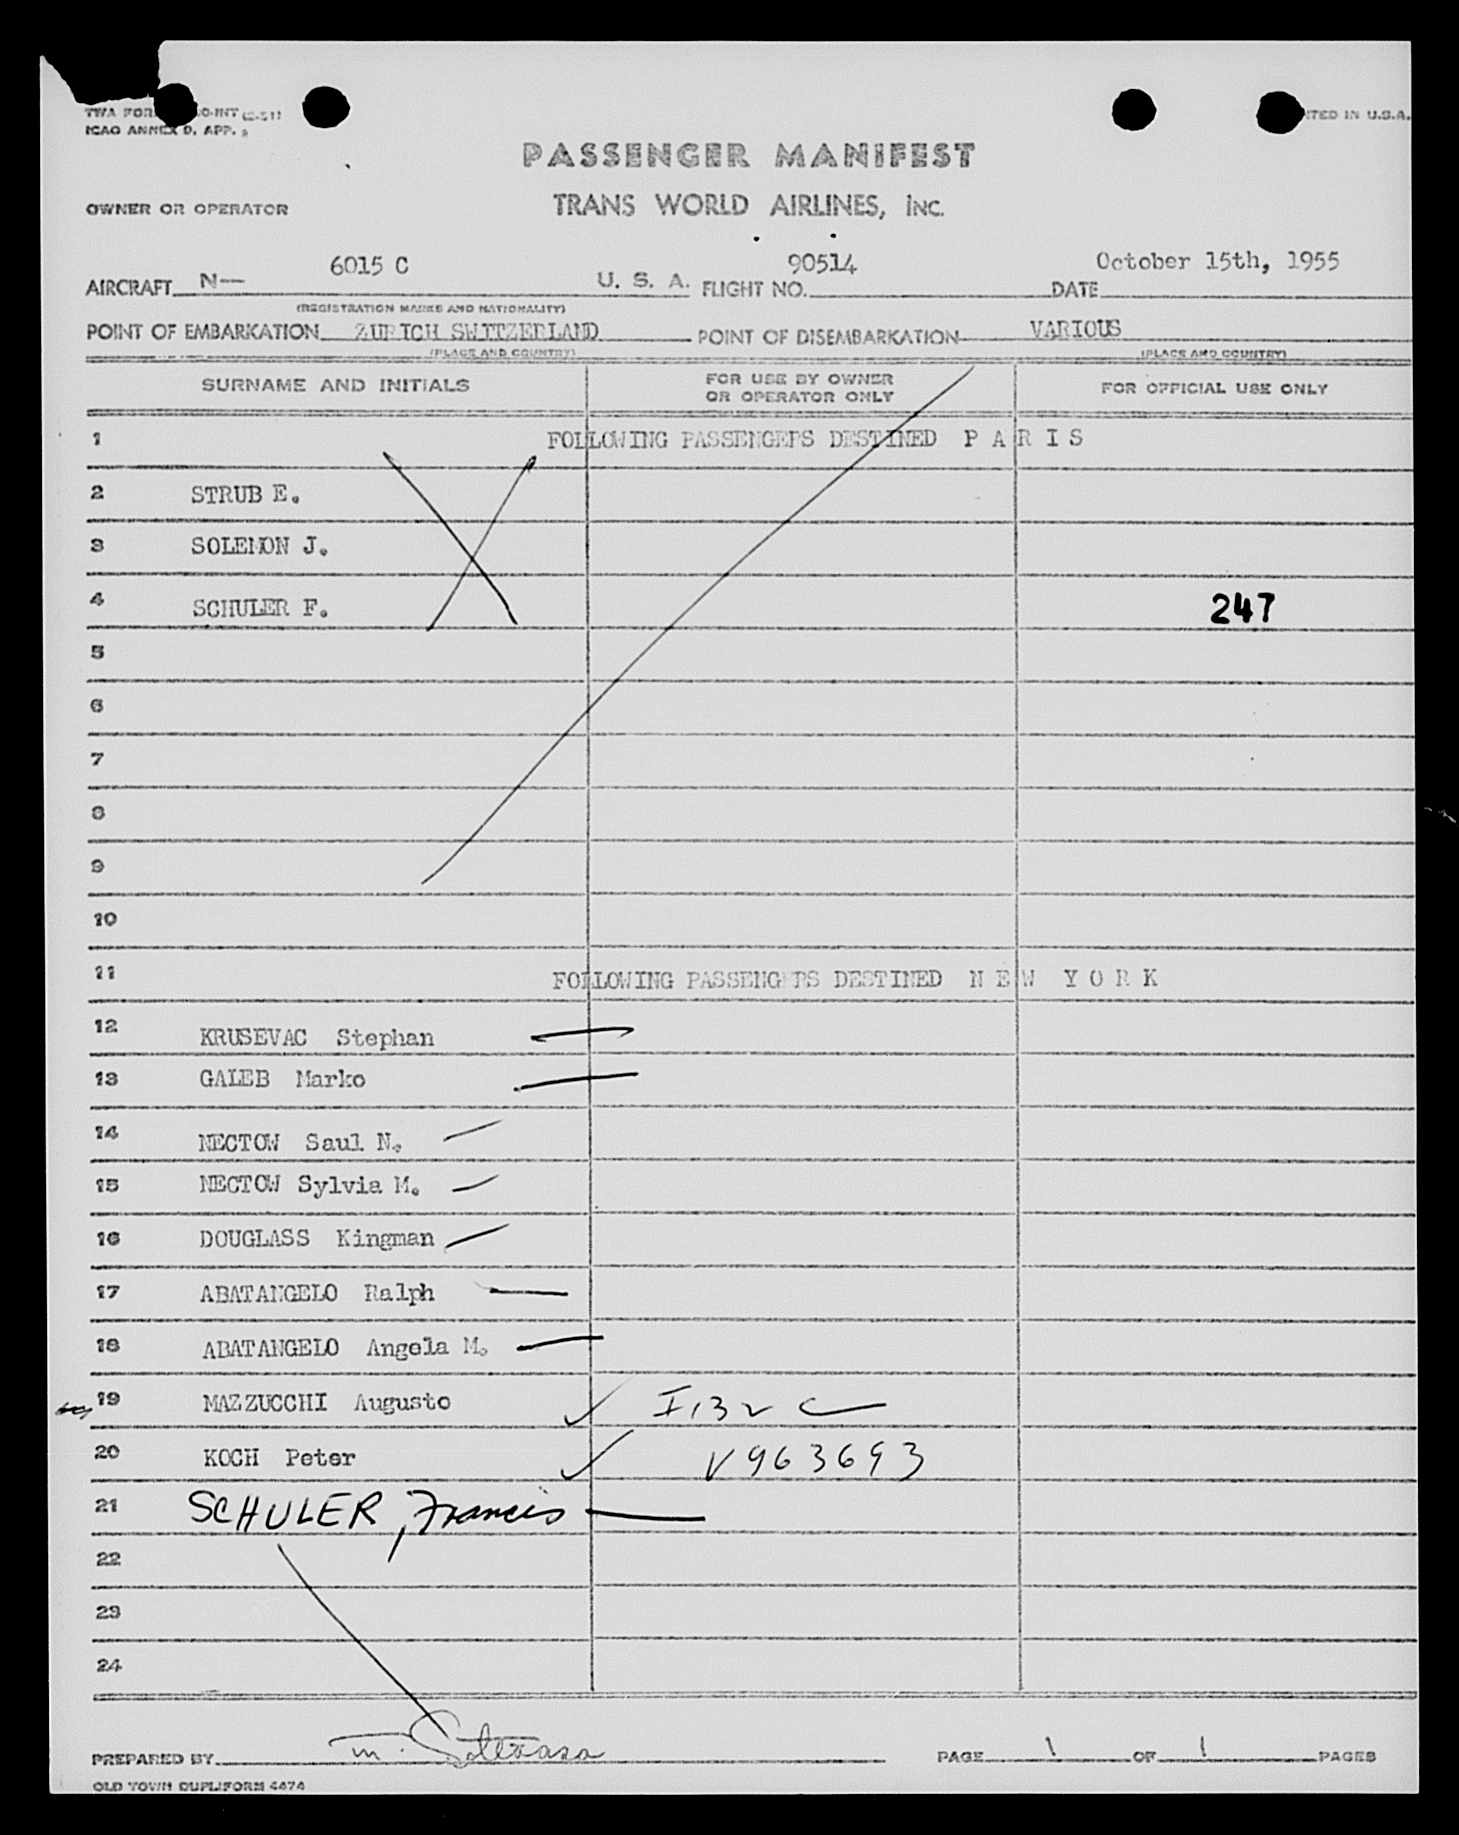 TWA FOR O-INT
ICAO ANNEX D. APP.
TED IN U.S.A.
PASSENGER MANIFEST
OWNER OR OPERATOR
TRANS WORLD AIRLINES, INC.
AIRCRAFT N— 6015 C U. S. A. FLIGHT NO. 90514 DATE October 15th, 1955
(REGISTRATION MARKS AND NATIONALITY)
POINT OF EMBARKATION ZURICH SWITZERLAND POINT OF DISEMBARKATION VARIOUS
(PLACE AND COUNTRY) (PLACE AND COUNTRY)
SURNAME AND INITIALS FOR USE BY OWNER OR OPERATOR ONLY FOR OFFICIAL USE ONLY
1 FOLLOWING PASSENGERS DESTINED P A R I S
2 STRUB E.
3 SOLEMON J.
4 SCHULER F. 247
5
6
7
8
9
10
11 FOLLOWING PASSENGERS DESTINED N E W Y O R K
12 KRUSEVAC Stephan
13 GALEB Marko
14 NECTOW Saul N.
15 NECTOW Sylvia M.
16 DOUGLASS Kingman
17 ABATANGELO Ralph
18 ABATANGELO Angela M.
19 MAZZUCCHI Augusto
20 KOCH Peter V963693
21 SCHULER, Francis
22
23
24
PREPARED BY m. PAGE 1 OF 1 PAGES
OLD TOWN DUPLIFORM 4474